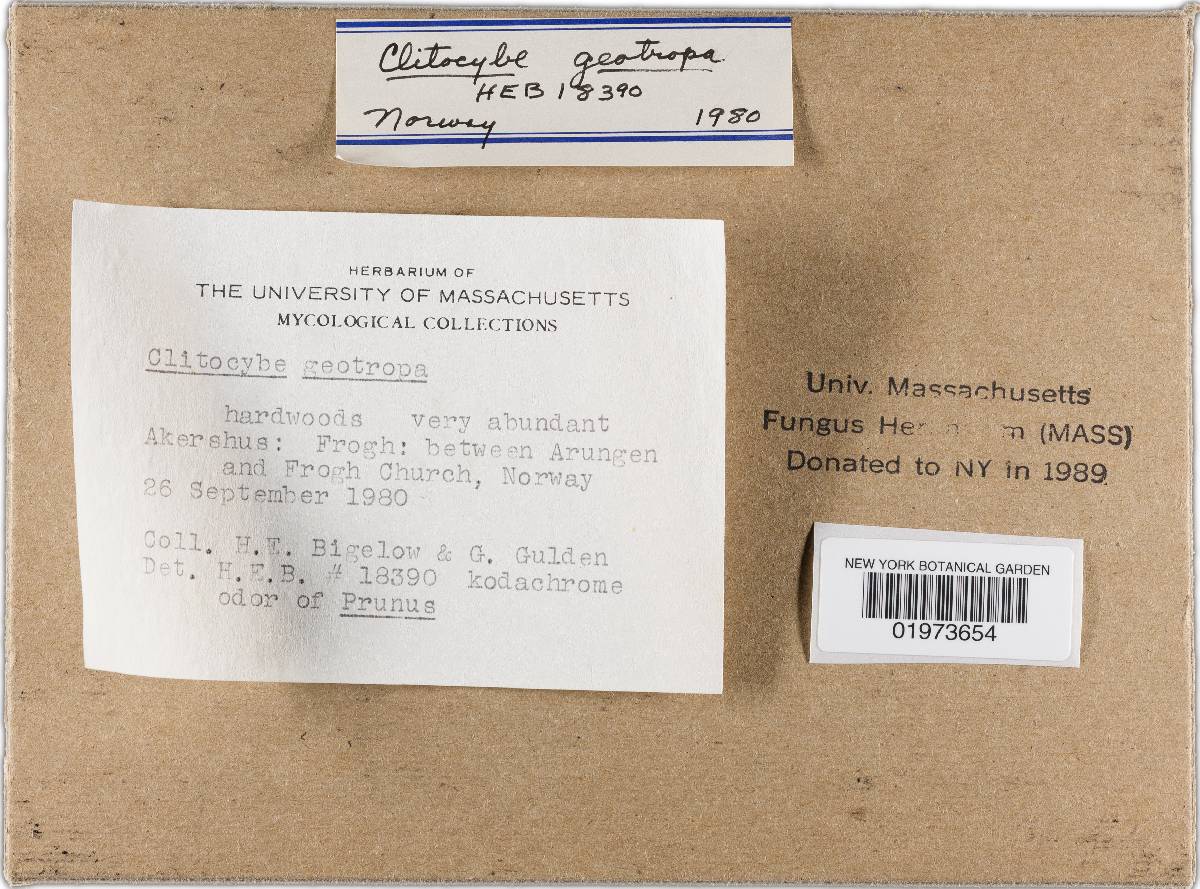 Clitocybe geotropa
HEB 18390
Norway 1980
HERBARIUM OF
THE UNIVERSITY OF MASSACHUSETTS
MYCOLOGICAL COLLECTIONS
Clitocybe geotropa
hardwoods very abundant
Akershus: Frogh: between Arungen
and Frogh Church, Norway
26 September 1980
Coll. H.E. Bigelow & G. Gulden
Det. H.E.B. # 18390 kodachrome
odor of Prunus
Univ. Massachusetts
Fungus (MASS)
Donated to NY in 1989
NEW YORK BOTANICAL GARDEN
01973654